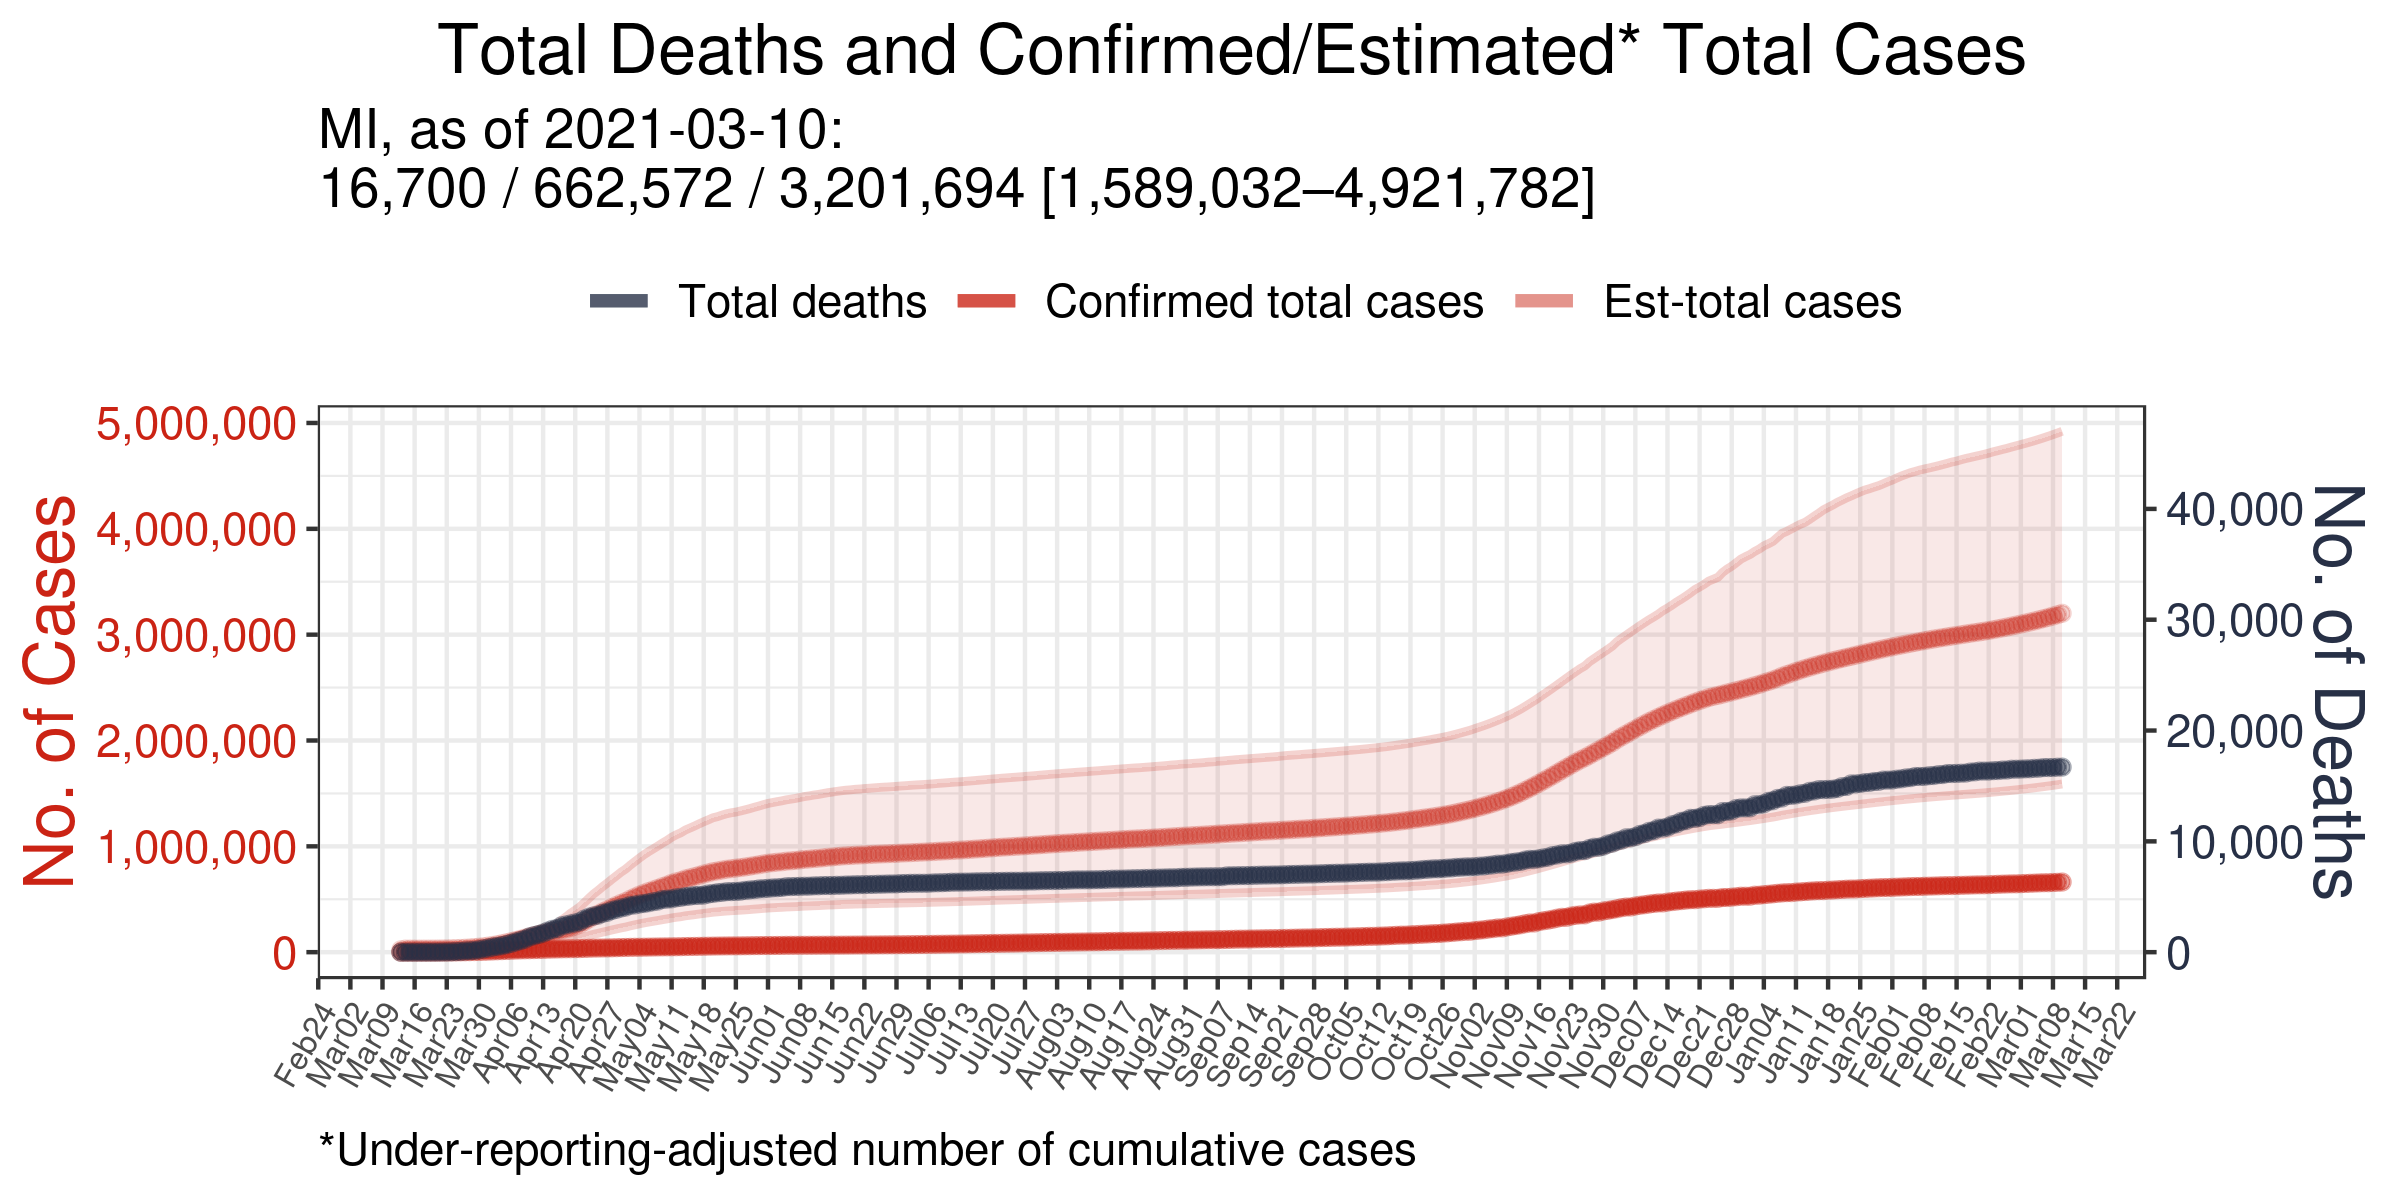 Total Deaths and Confirmed/Estimated* Total Cases
MI, as of 2021-03-10:
16,700 / 662,572 / 3,201,694 [1,589,032–4,921,782]
Total deaths
Confirmed total cases
Est-total cases
No. of Cases
5,000,000
4,000,000
3,000,000
2,000,000
1,000,000
0
40,000
30,000
20,000
10,000
0
No. of Deaths
Feb24
Mar02
Mar09
Mar16
Mar23
Mar30
Apr06
Apr13
Apr20
Apr27
May04
May11
May18
May25
Jun01
Jun08
Jun15
Jun22
Jun29
Jul06
Jul13
Jul20
Jul27
Aug03
Aug10
Aug17
Aug24
Aug31
Sep07
Sep14
Sep21
Sep28
Oct05
Oct12
Oct19
Oct26
Nov02
Nov09
Nov16
Nov23
Nov30
Dec07
Dec14
Dec21
Dec28
Jan04
Jan11
Jan18
Jan25
Feb01
Feb08
Feb15
Feb22
Mar01
Mar08
Mar15
Mar22
*Under-reporting-adjusted number of cumulative cases